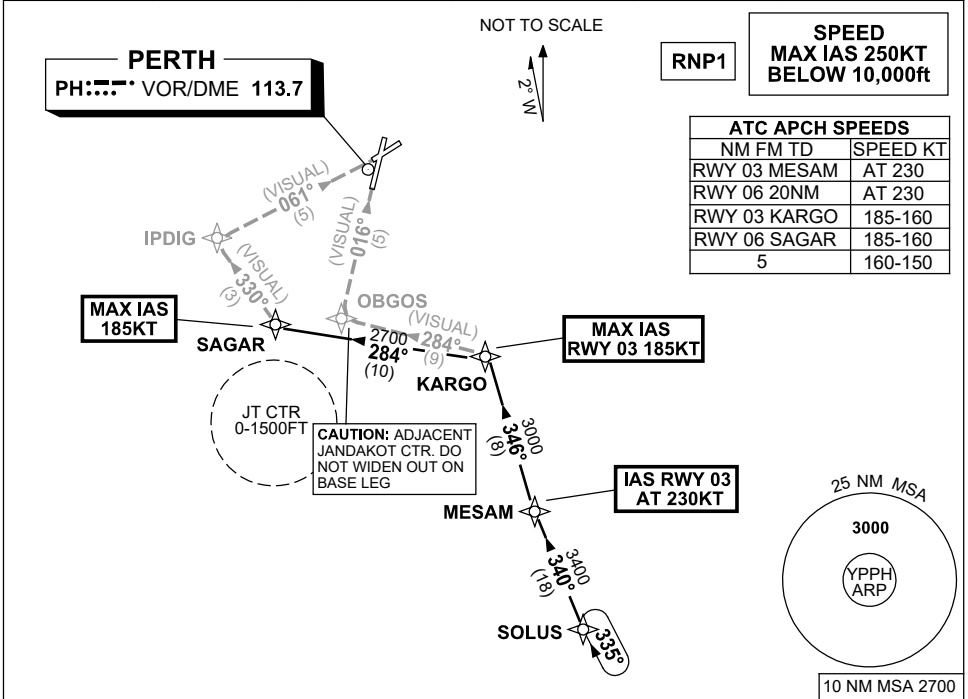 NOT TO SCALE
2° W
RNP1
SPEED
MAX IAS 250KT
BELOW 10,000ft
PERTH
PH VOR/DME 113.7
ATC APCH SPEEDS
NM FM TD SPEED KT
RWY 03 MESAM AT 230
RWY 06 20NM AT 230
RWY 03 KARGO 185-160
RWY 06 SAGAR 185-160
5 160-150
(VISUAL)
061°
(5)
(VISUAL)
016°
(5)
IPDIG
(VISUAL)
330°
(3)
OBGOS
(VISUAL)
284°
(9)
MAX IAS
185KT
SAGAR
2700
284°
(10)
KARGO
MAX IAS
RWY 03 185KT
JT CTR
0-1500FT
CAUTION: ADJACENT
JANDAKOT CTR. DO
NOT WIDEN OUT ON
BASE LEG
3000
346°
(8)
MESAM
IAS RWY 03
AT 230KT
3400
340°
(18)
SOLUS
335°
25 NM MSA
3000
YPPH
ARP
10 NM MSA 2700